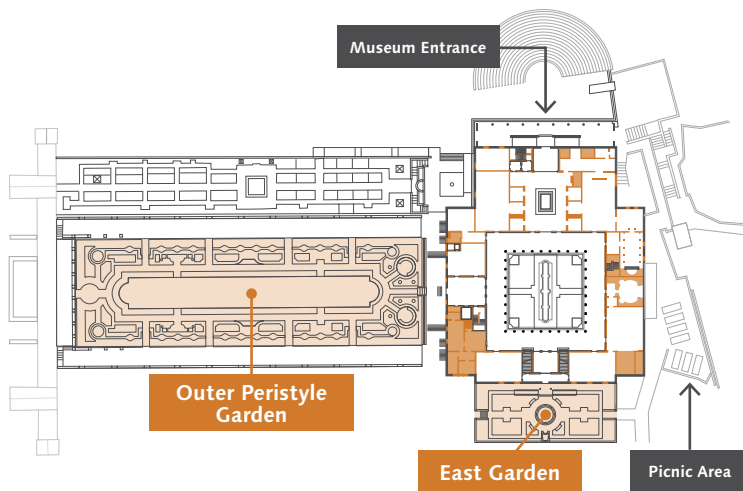 Museum Entrance
Outer Peristyle
Garden
East Garden
Picnic Area